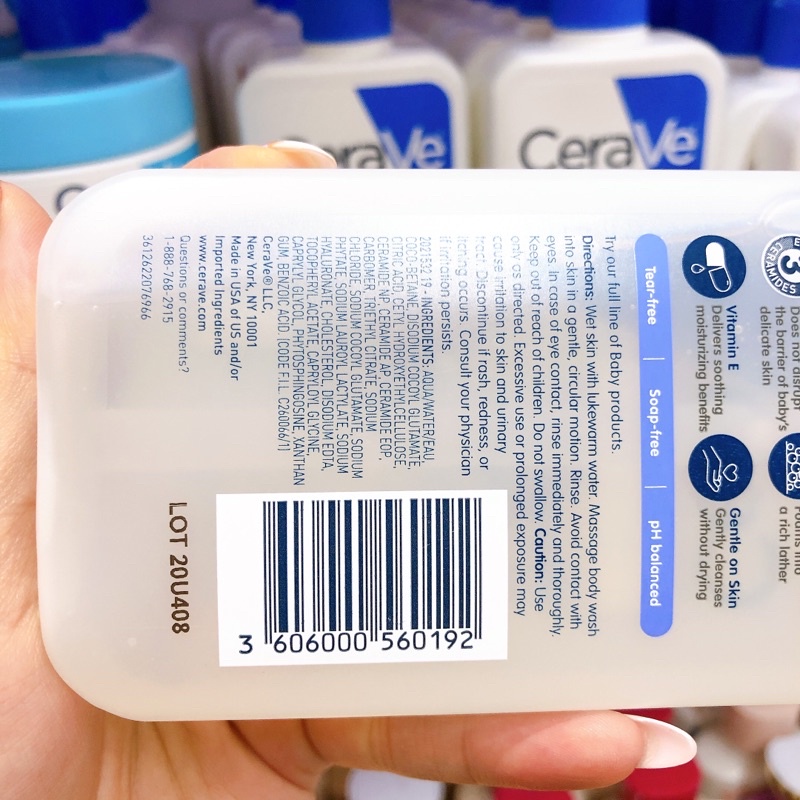 CeraVe
CeraVe
3
CERAMIDES
Does not disrupt
the barrier of baby's
delicate skin
Foams into
a rich lather
Vitamin E
Delivers soothing
moisturizing benefits
Gentle on Skin
Gently cleanses
without drying
Tear-free | Soap-free | pH balanced
Try our full line of Baby products.
Directions: Wet skin with lukewarm water. Massage body wash
into skin in a gentle, circular motion. Rinse. Avoid contact with
eyes. In case of eye contact, rinse immediately and thoroughly.
Keep out of reach of children. Do not swallow. Caution: Use
only as directed. Excessive use or prolonged exposure may
cause irritation to skin and urinary
tract. Discontinue if rash, redness, or
itching occurs. Consult your physician
if irritation persists.
2021532 19 - INGREDIENTS: AQUA/WATER/EAU,
COCO-BETAINE, DISODIUM COCOYL GLUTAMATE,
CITRIC ACID, CETYL HYDROXYETHYLCELLULOSE,
CERAMIDE NP, CERAMIDE AP, CERAMIDE EOP,
CARBOMER, TRIETHYL CITRATE, SODIUM
CHLORIDE, SODIUM COCOYL GLUTAMATE, SODIUM
PHYTATE, SODIUM LAUROYL LACTYLATE, SODIUM
HYALURONATE, CHOLESTEROL, DISODIUM EDTA,
TOCOPHERYL ACETATE, CAPRYLOYL GLYCINE,
CAPRYLYL GLYCOL, PHYTOSPHINGOSINE, XANTHAN
GUM, BENZOIC ACID. (CODE F.I.L. C260066/1)
CeraVe® LLC,
New York, NY 10001
Made in USA of US and/or
Imported Ingredients
www.cerave.com
Questions or comments?
1-888-768-2915
3612622076966
LOT 20U408
3 606000 560192